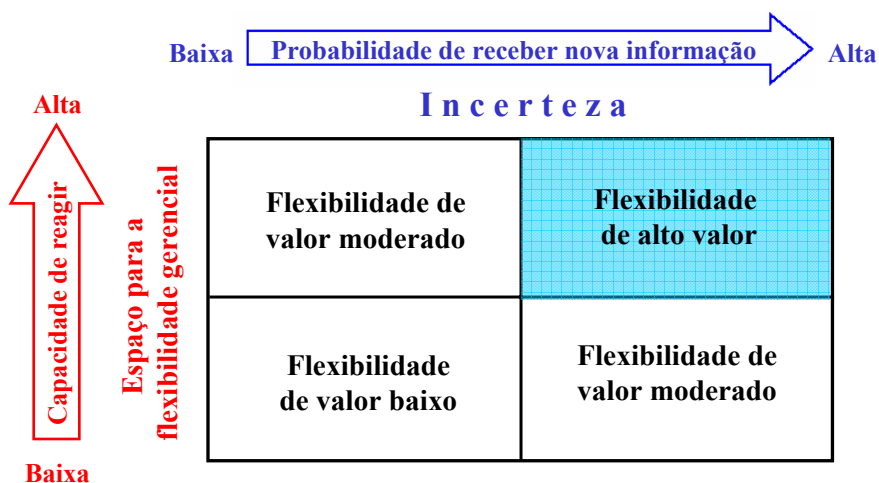 Baixa
Probabilidade de receber nova informação
Alta
Incerteza
Alta
Capacidade de reagir
Baixa
Espaço para a
flexibilidade gerencial
Flexibilidade de
valor moderado
Flexibilidade
de alto valor
Flexibilidade
de valor baixo
Flexibilidade de
valor moderado